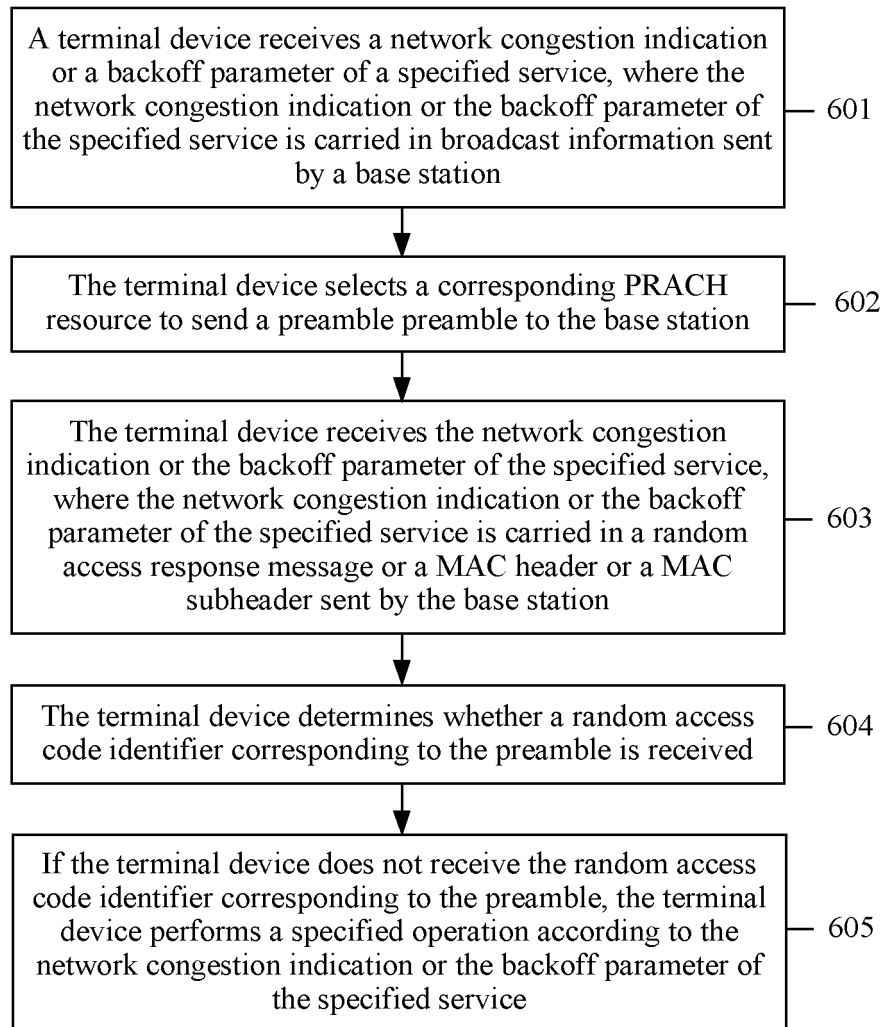 A terminal device receives a network congestion indication
or a backoff parameter of a specified service, where the
network congestion indication or the backoff parameter of
the specified service is carried in broadcast information sent
by a base station
601
The terminal device selects a corresponding PRACH
resource to send a preamble preamble to the base station
602
The terminal device receives the network congestion
indication or the backoff parameter of the specified service,
where the network congestion indication or the backoff
parameter of the specified service is carried in a random
access response message or a MAC header or a MAC
subheader sent by the base station
603
The terminal device determines whether a random access
code identifier corresponding to the preamble is received
604
If the terminal device does not receive the random access
code identifier corresponding to the preamble, the terminal
device performs a specified operation according to the
network congestion indication or the backoff parameter of
the specified service
605